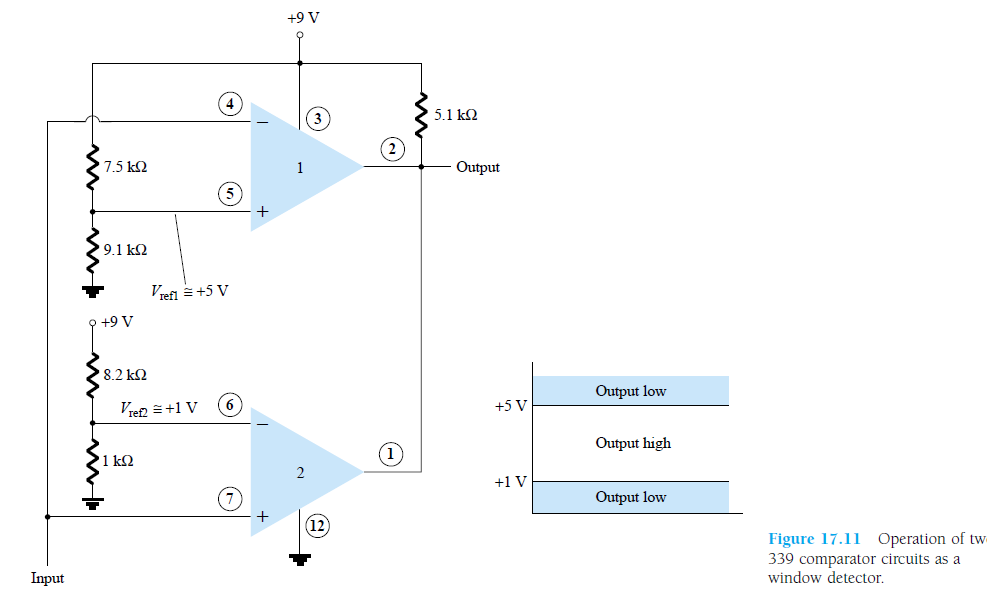 +9 V
4
3
5.1 kΩ
2
7.5 kΩ
−
1
Output
5
+
9.1 kΩ
Vref1 ≅ +5 V
+9 V
8.2 kΩ
Vref2 ≅ +1 V
6
−
1 kΩ
2
1
7
+
12
Input
Output low
+5 V
Output high
+1 V
Output low
Figure 17.11 Operation of tw
339 comparator circuits as a
window detector.